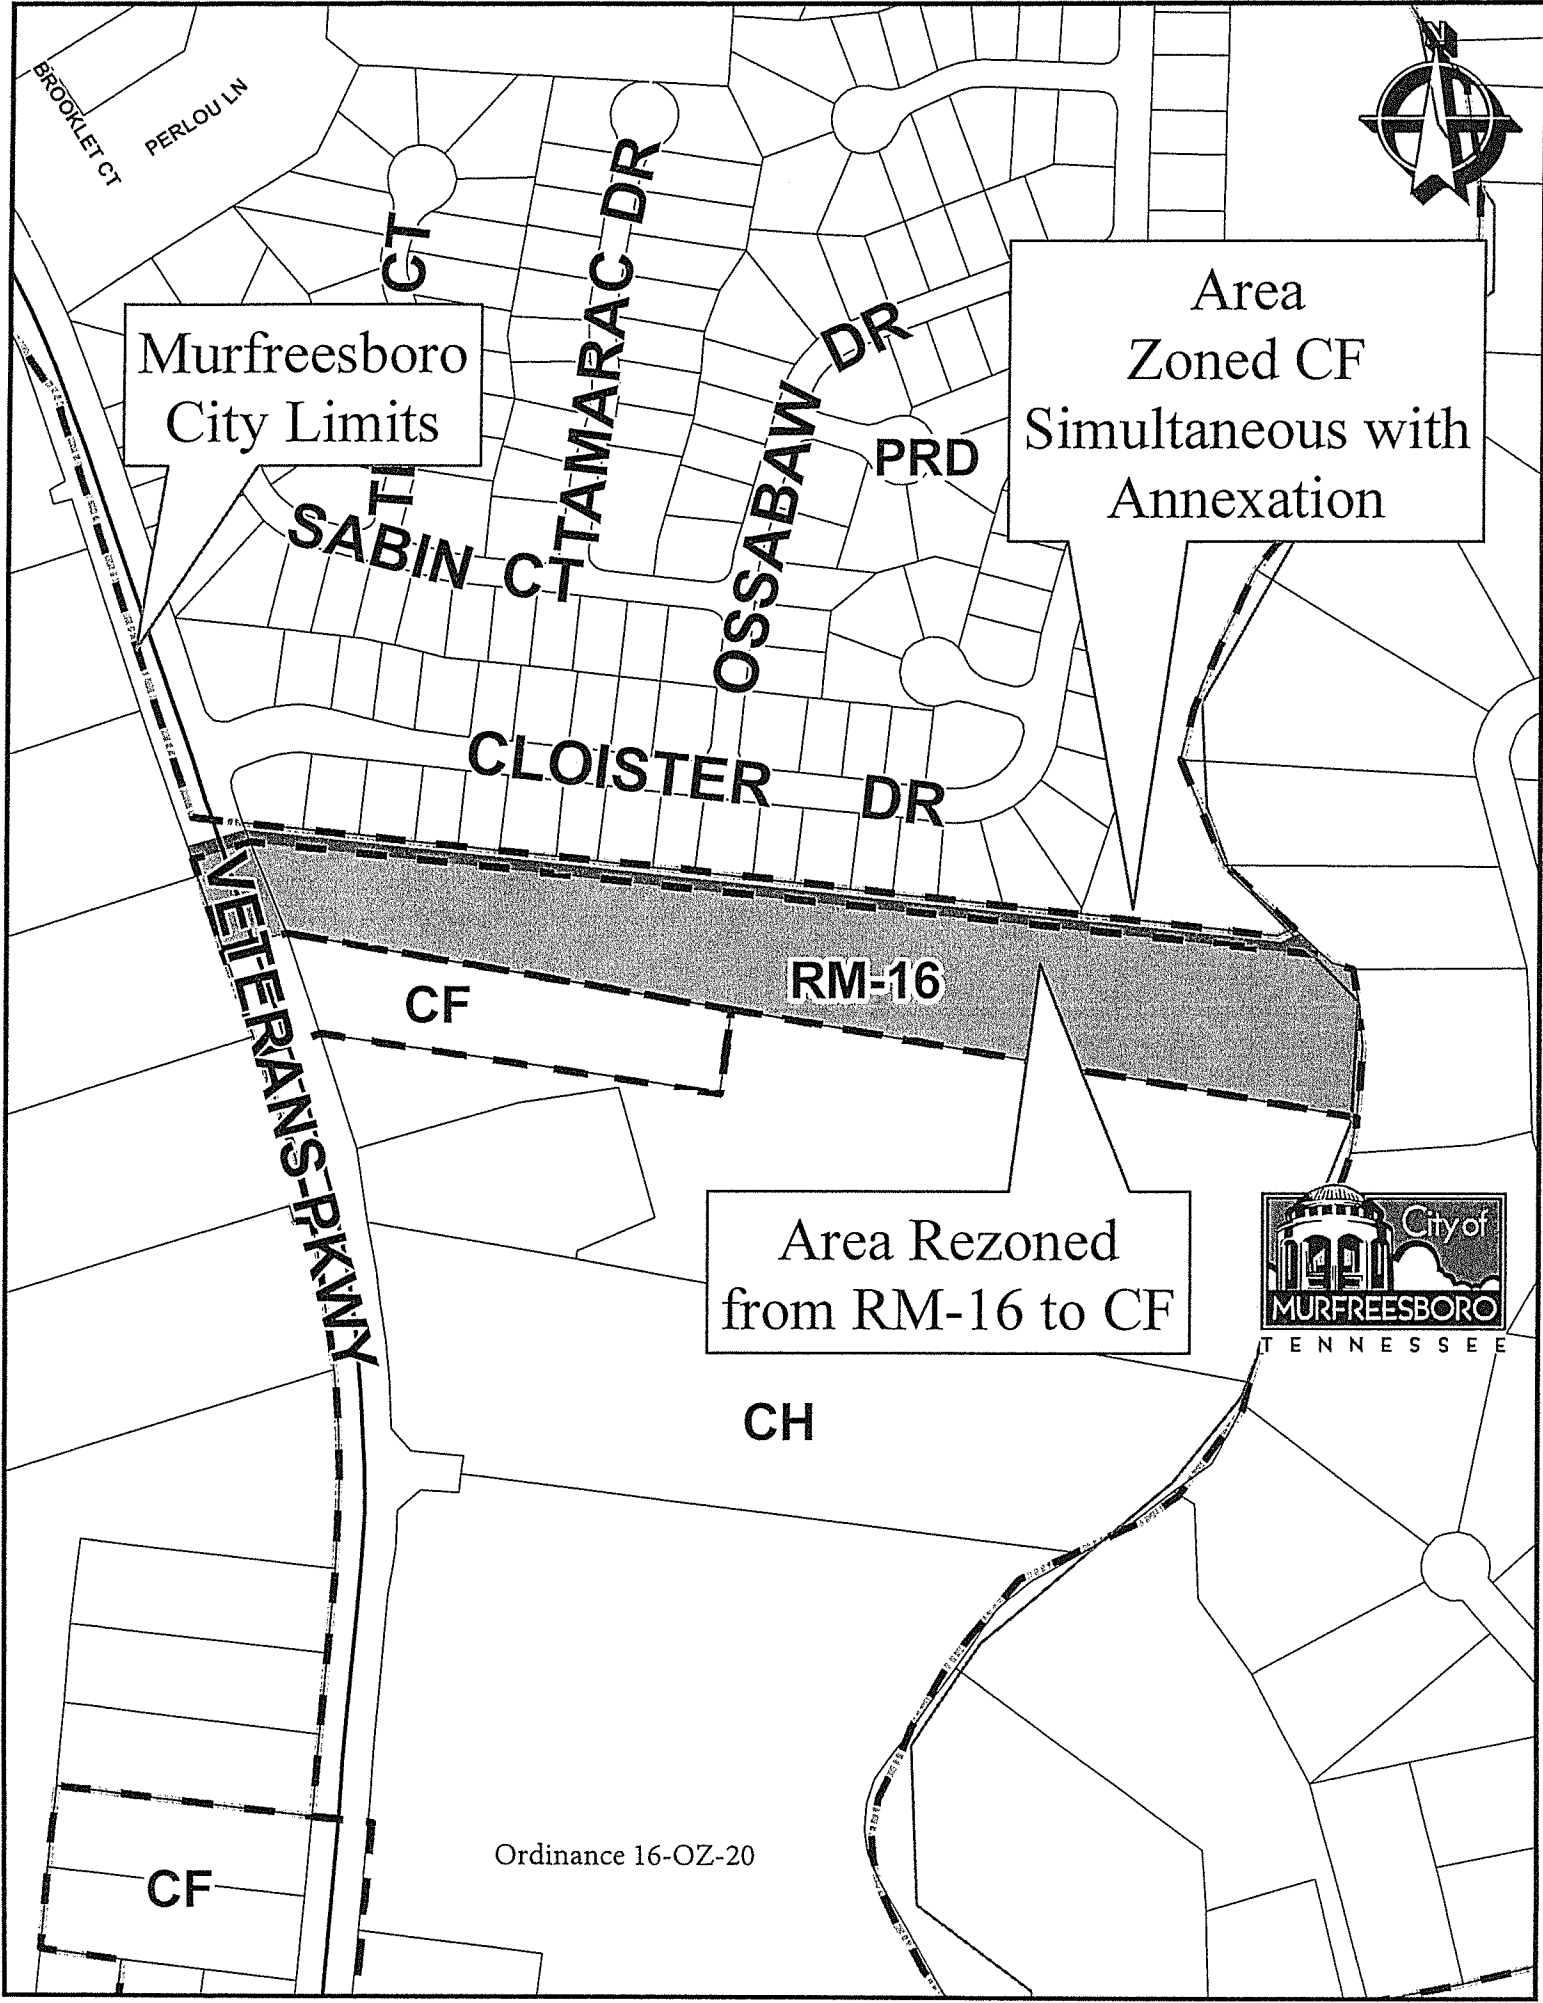 BROOKLET CT
PERLOU LN
N
CT
TAMARAC DR
Murfreesboro
City Limits
Area
Zoned CF
Simultaneous with
Annexation
OSSABAW DR
PRD
SABIN CT
CLOISTER DR
VETERANS PKWY
RM-16
CF
Area Rezoned
from RM-16 to CF
City of
MURFREESBORO
TENNESSEE
CH
Ordinance 16-OZ-20
CF